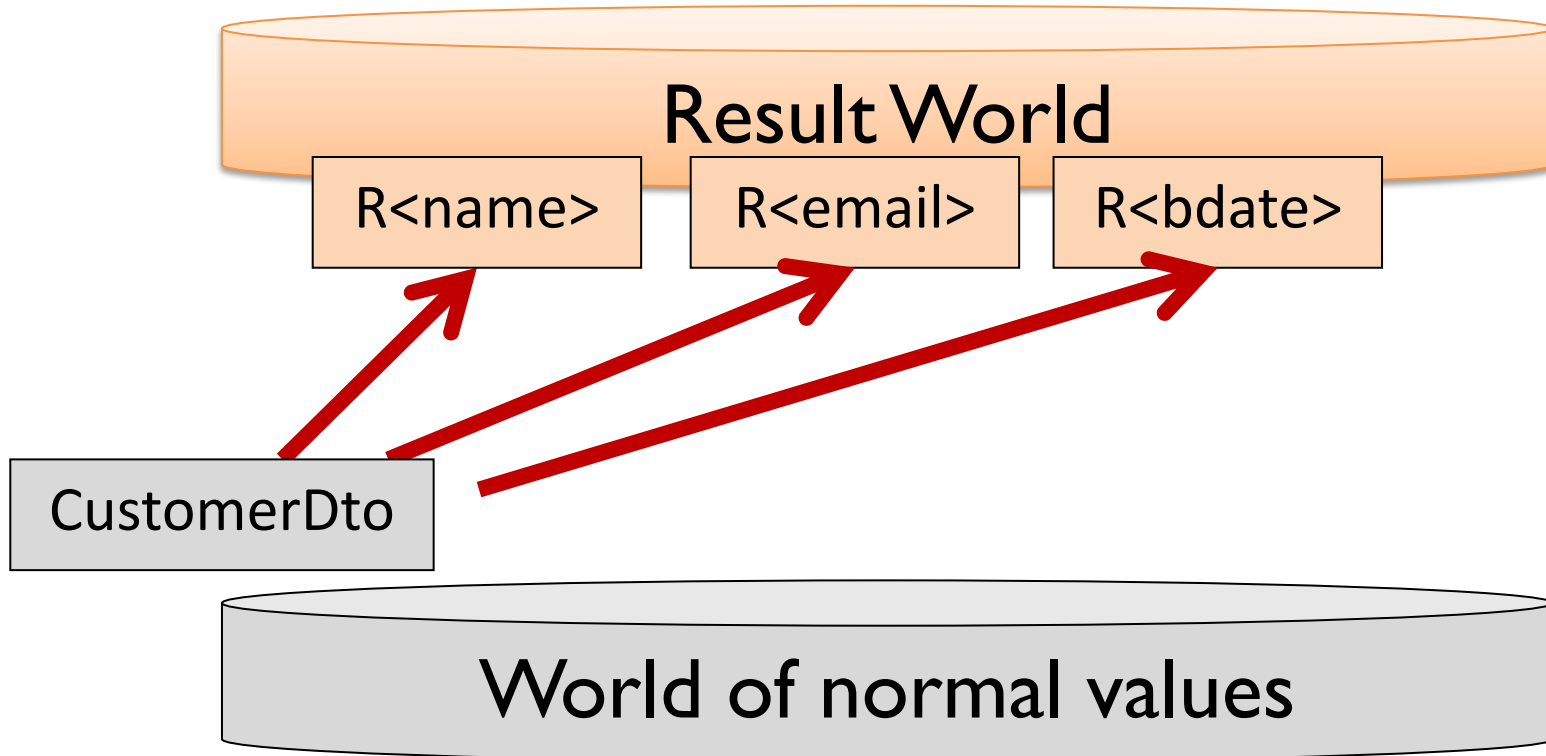 Result World
R<name>
R<email>
R<bdate>
CustomerDto
World of normal values